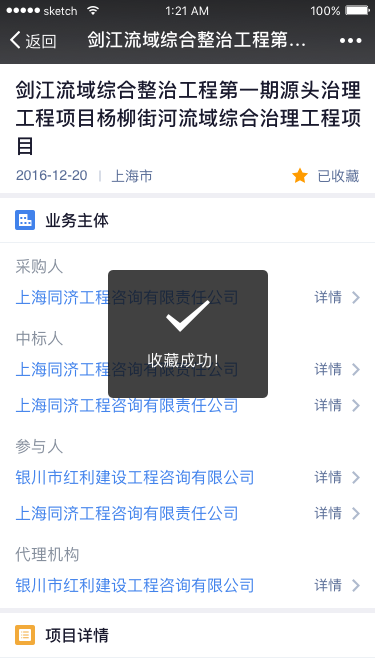 sketch 1:21 AM 100%
返回 剑江流域综合整治工程第...
剑江流域综合整治工程第一期源头治理
工程项目杨柳街河流域综合治理工程项
目
2016-12-20 | 上海市 已收藏
业务主体
采购人
上海同济工程咨询有限责任公司 详情
中标人
上海同济工程咨询有限责任公司 详情
上海同济工程咨询有限责任公司 详情
收藏成功!
参与人
银川市红利建设工程咨询有限公司 详情
上海同济工程咨询有限责任公司 详情
代理机构
银川市红利建设工程咨询有限公司 详情
项目详情